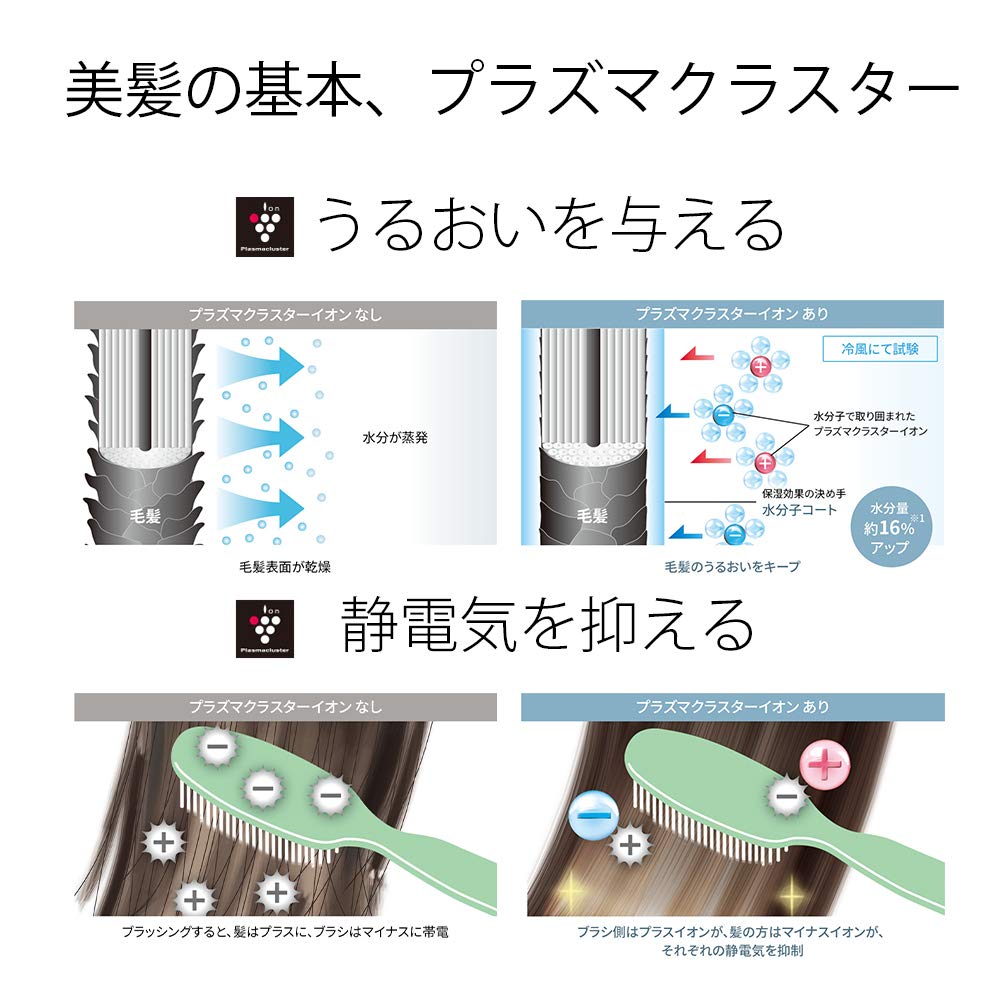 美髪の基本、プラズマクラスター
ion
Plasmacluster
うるおいを与える
プラズマクラスターイオン なし
水分が蒸発
毛髪
毛髪表面が乾燥
プラズマクラスターイオン あり
冷風にて試験
水分子で取り囲まれた
プラズマクラスターイオン
保湿効果の決め手
水分子コート
毛髪
水分量
約16%※1
アップ
毛髪のうるおいをキープ
ion
Plasmacluster
静電気を抑える
プラズマクラスターイオン なし
ブラッシングすると、髪はプラスに、ブラシはマイナスに帯電
プラズマクラスターイオン あり
ブラシ側はプラスイオンが、髪の方はマイナスイオンが、
それぞれの静電気を抑制